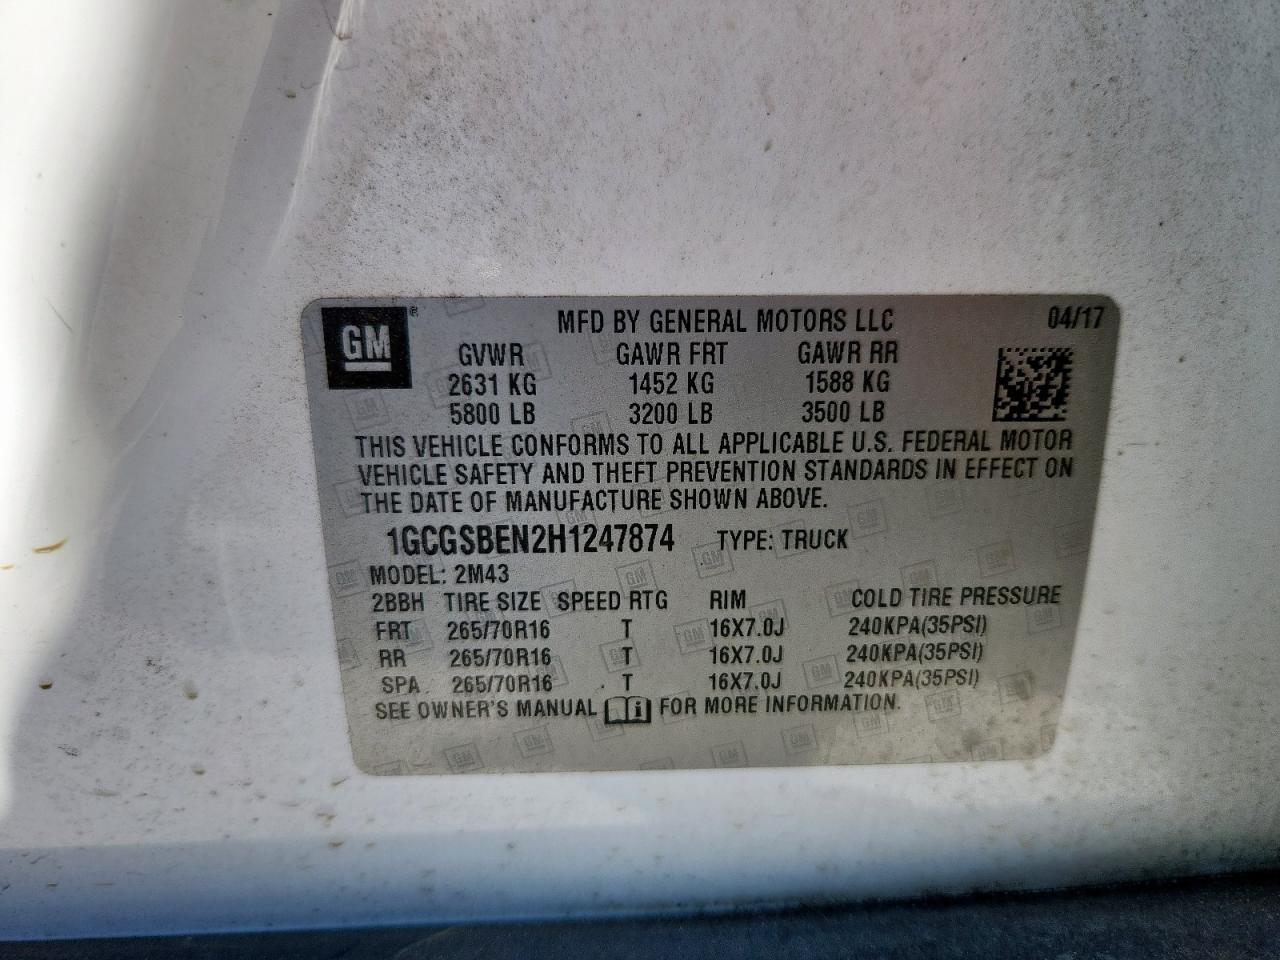 GM®
MFD BY GENERAL MOTORS LLC 04/17
GVWR GAWR FRT GAWR RR
2631 KG 1452 KG 1588 KG
5800 LB 3200 LB 3500 LB
THIS VEHICLE CONFORMS TO ALL APPLICABLE U.S. FEDERAL MOTOR
VEHICLE SAFETY AND THEFT PREVENTION STANDARDS IN EFFECT ON
THE DATE OF MANUFACTURE SHOWN ABOVE.
1GCGSBEN2H1247874 TYPE: TRUCK
MODEL: 2M43
2BBH TIRE SIZE SPEED RTG RIM COLD TIRE PRESSURE
FRT 265/70R16 T 16X7.0J 240KPA(35PSI)
RR 265/70R16 T 16X7.0J 240KPA(35PSI)
SPA 265/70R16 T 16X7.0J 240KPA(35PSI)
SEE OWNER'S MANUAL i FOR MORE INFORMATION.